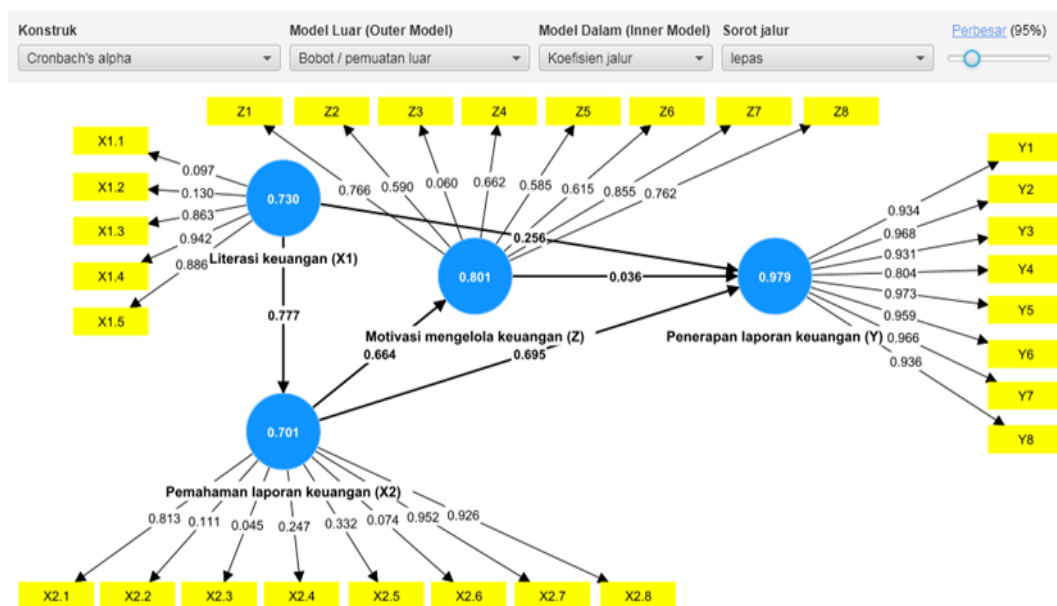 Konstruk Model Luar (Outer Model) Model Dalam (Inner Model) Sorot jalur Perbesar (95%)
Cronbach's alpha Bobot / pemuatan luar Koefisien jalur lepas
Z1 Z2 Z3 Z4 Z5 Z6 Z7 Z8
X1.1
X1.2
X1.3
X1.4
X1.5
0.097
0.130
0.863
0.942
0.886
0.730
Literasi keuangan (X1)
0.766 0.590 0.060 0.662 0.585 0.615 0.855 0.762
0.256
0.801
0.036
0.979
Motivasi mengelola keuangan (Z)
Penerapan laporan keuangan (Y)
0.777
0.664
0.695
0.934
0.968
0.931
0.804
0.973
0.959
0.966
0.936
Y1
Y2
Y3
Y4
Y5
Y6
Y7
Y8
0.701
Pemahaman laporan keuangan (X2)
0.813 0.111 0.045 0.247 0.332 0.074 0.952 0.926
X2.1 X2.2 X2.3 X2.4 X2.5 X2.6 X2.7 X2.8